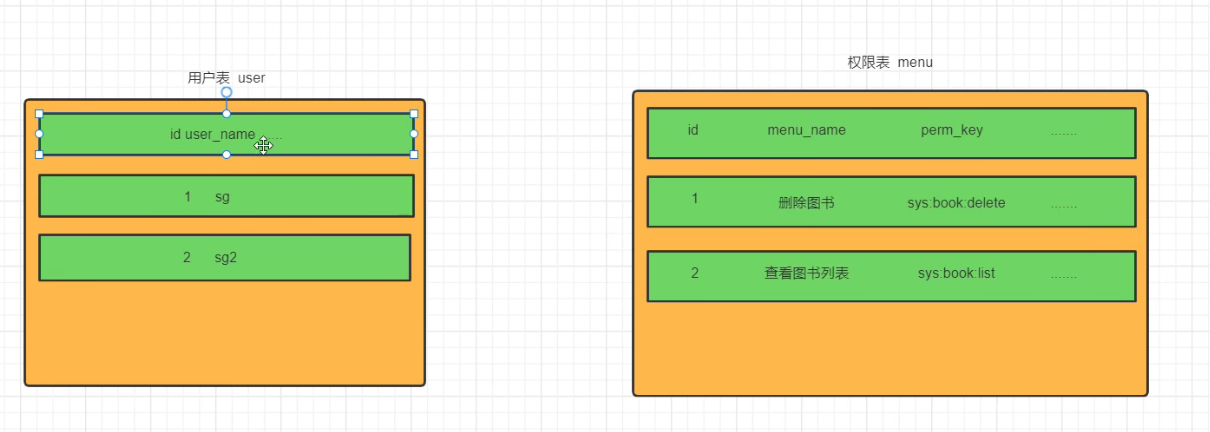 用户表 user
id user_name ......
1 sg
2 sg2
权限表 menu
id menu_name perm_key .......
1 删除图书 sys:book:delete .......
2 查看图书列表 sys:book:list .......